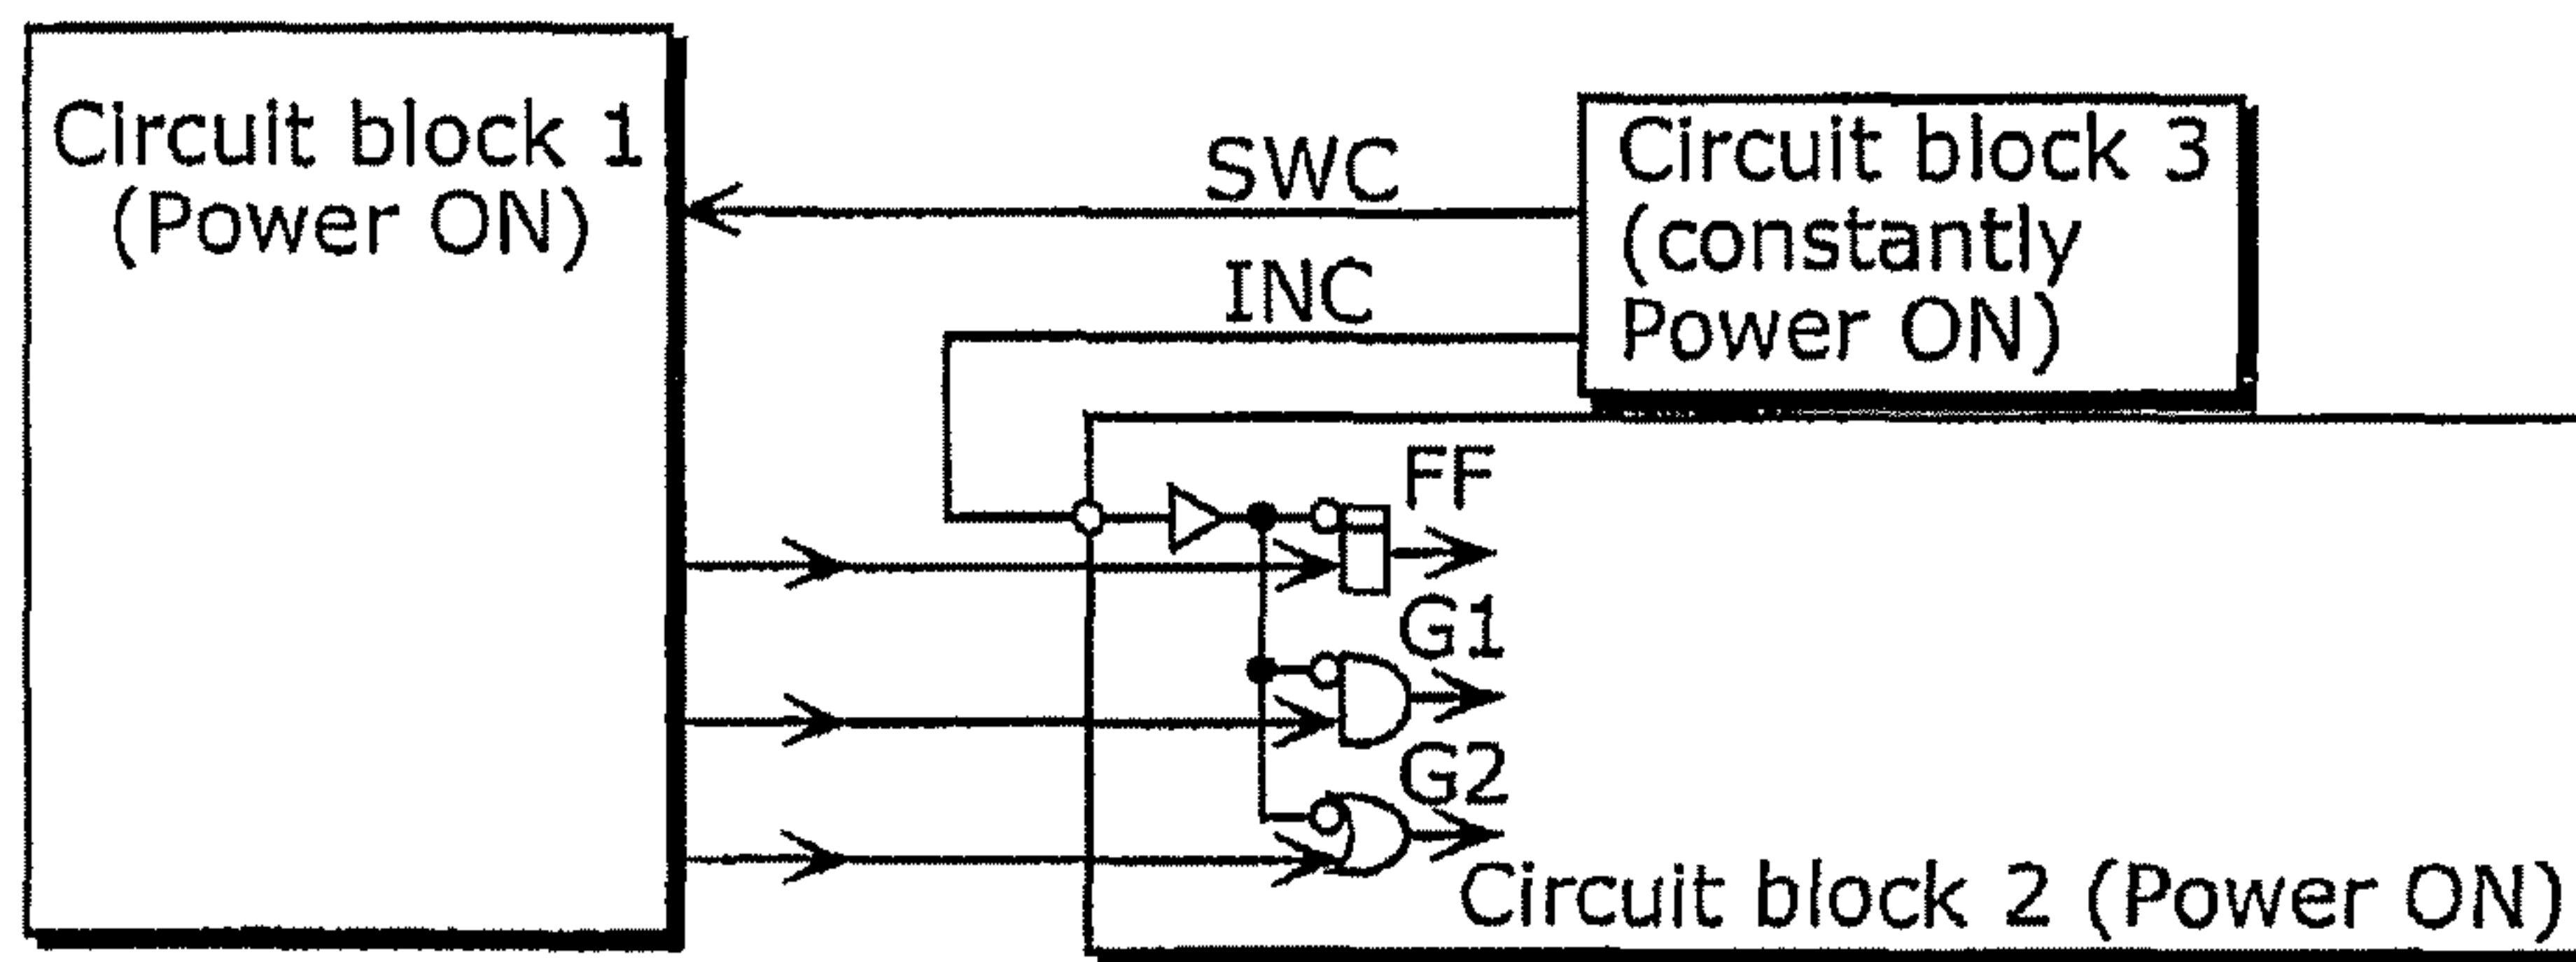 Circuit block 1
(Power ON)
SWC
INC
Circuit block 3
(constantly
Power ON)
FF
G1
G2
Circuit block 2 (Power ON)